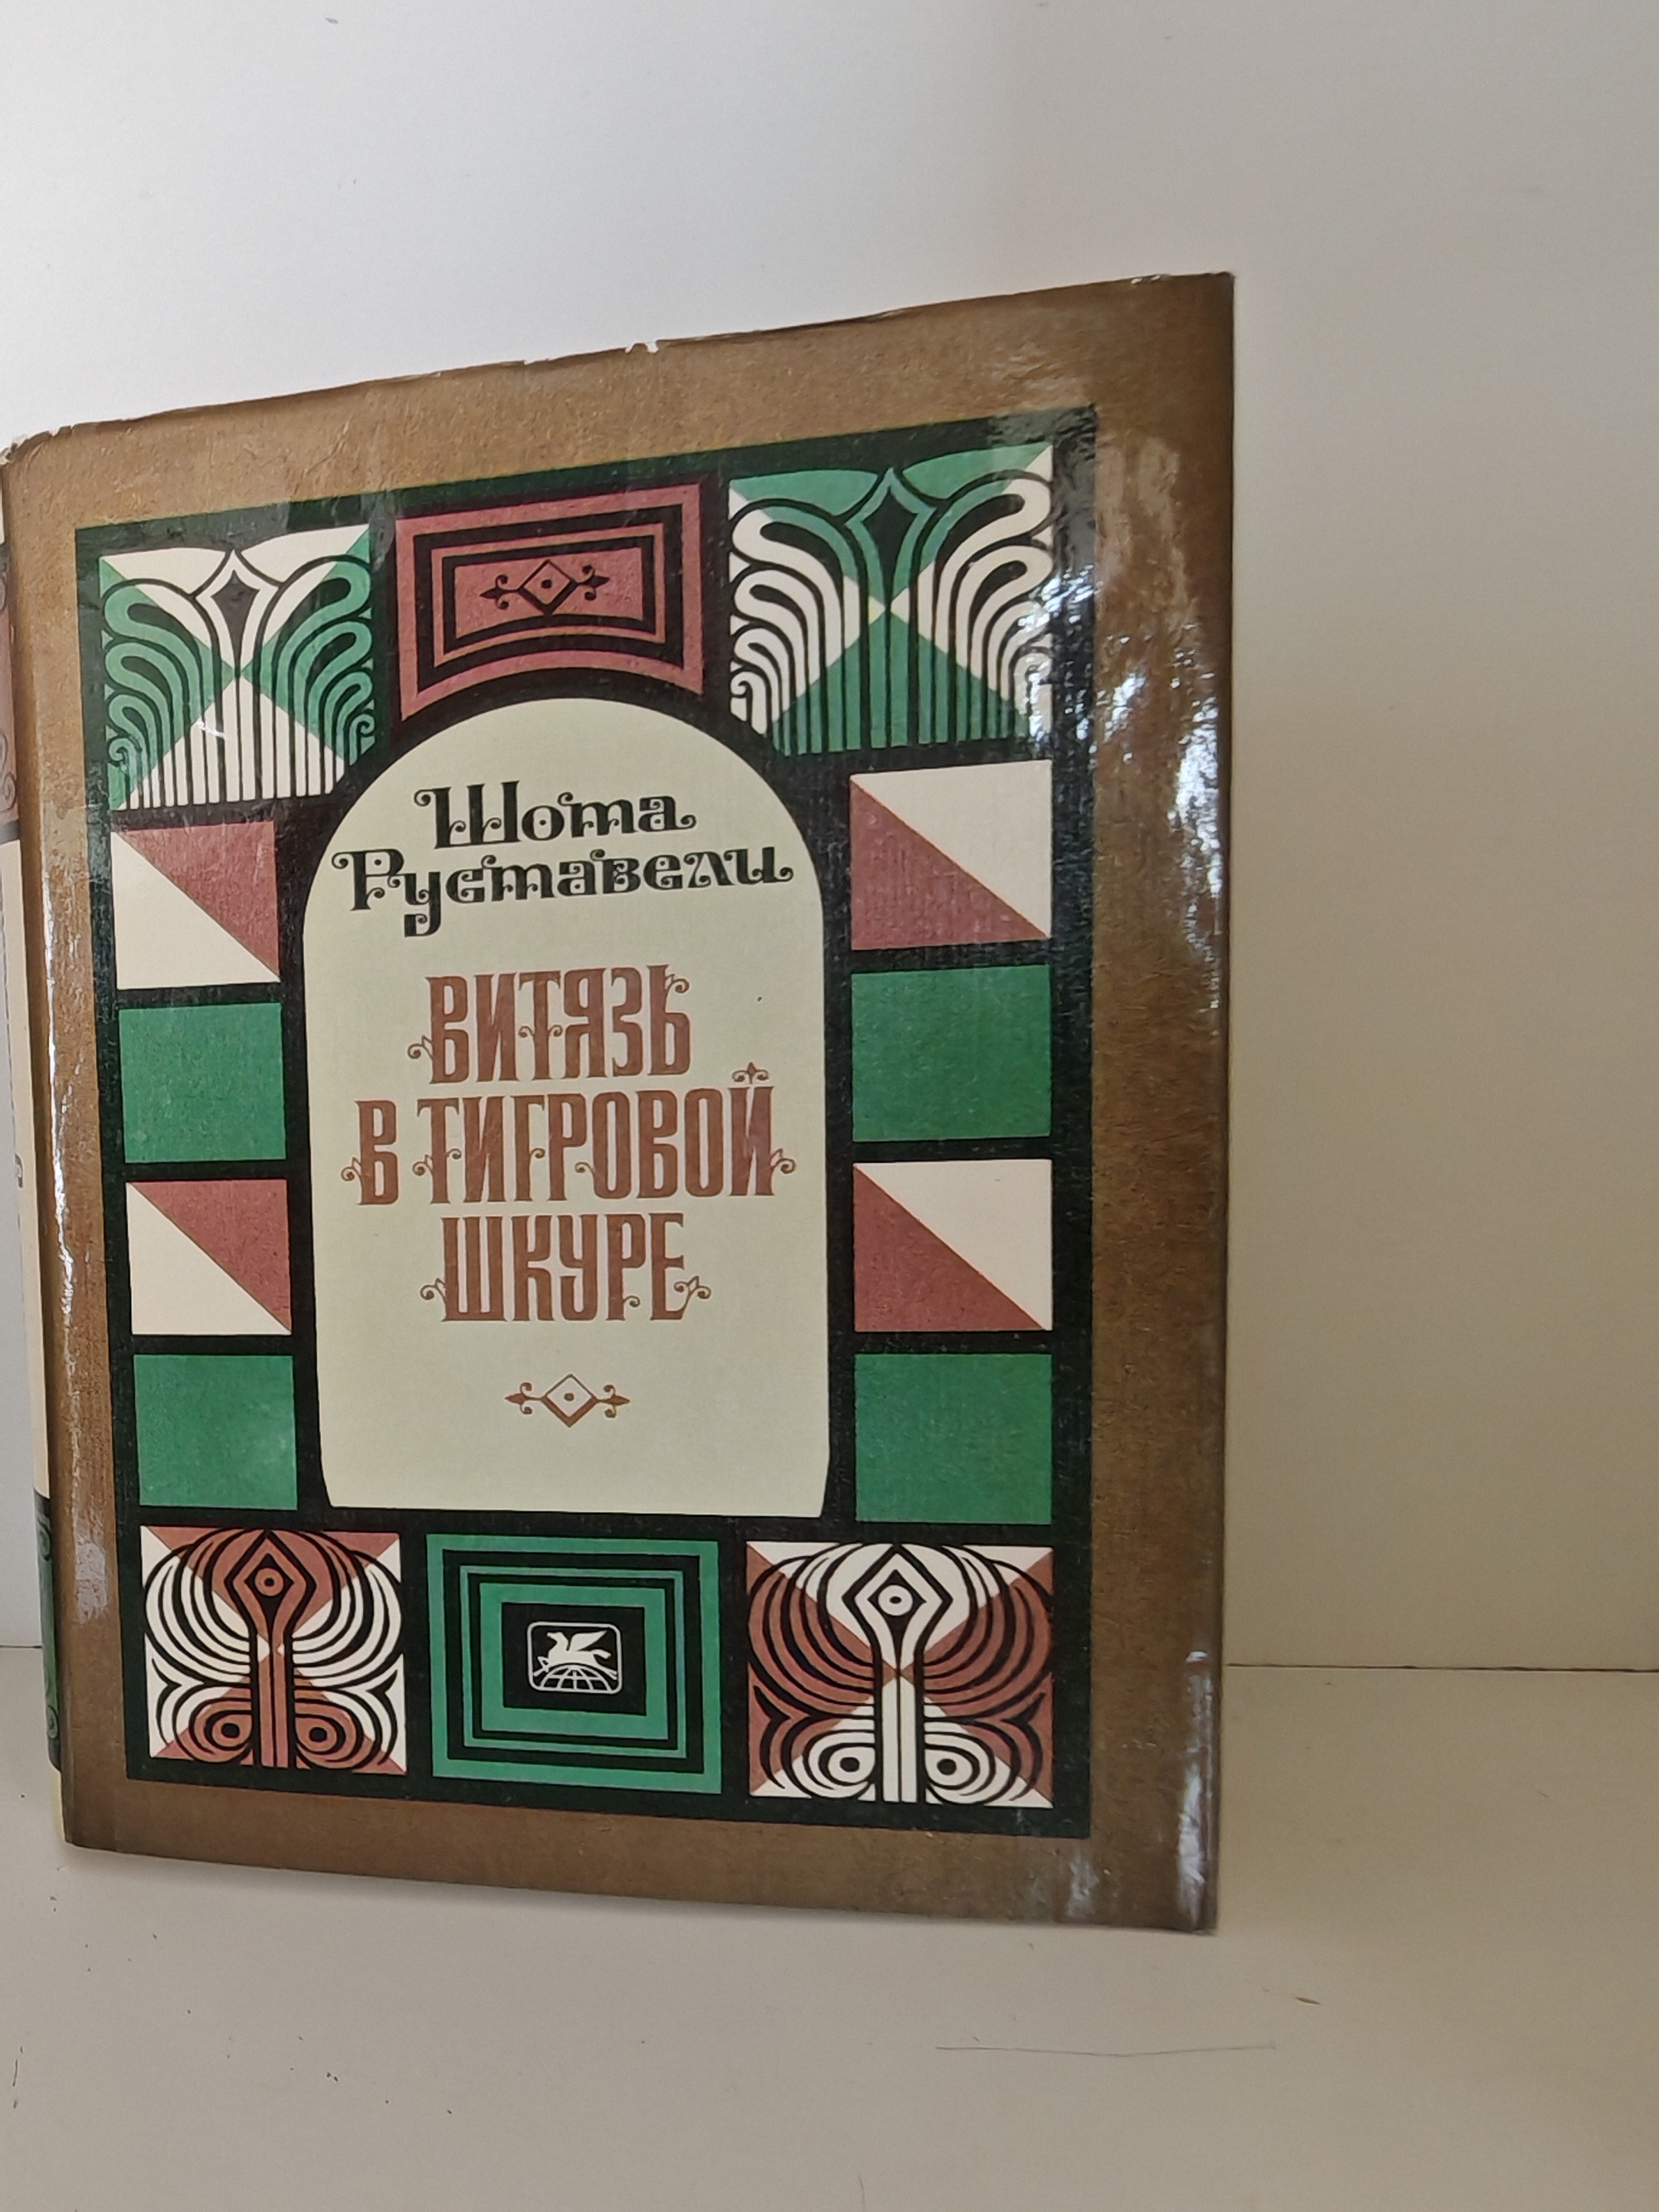 Шота
Руставели
ВИТЯЗЬ
В ТИГРОВОЙ
ШКУРЕ